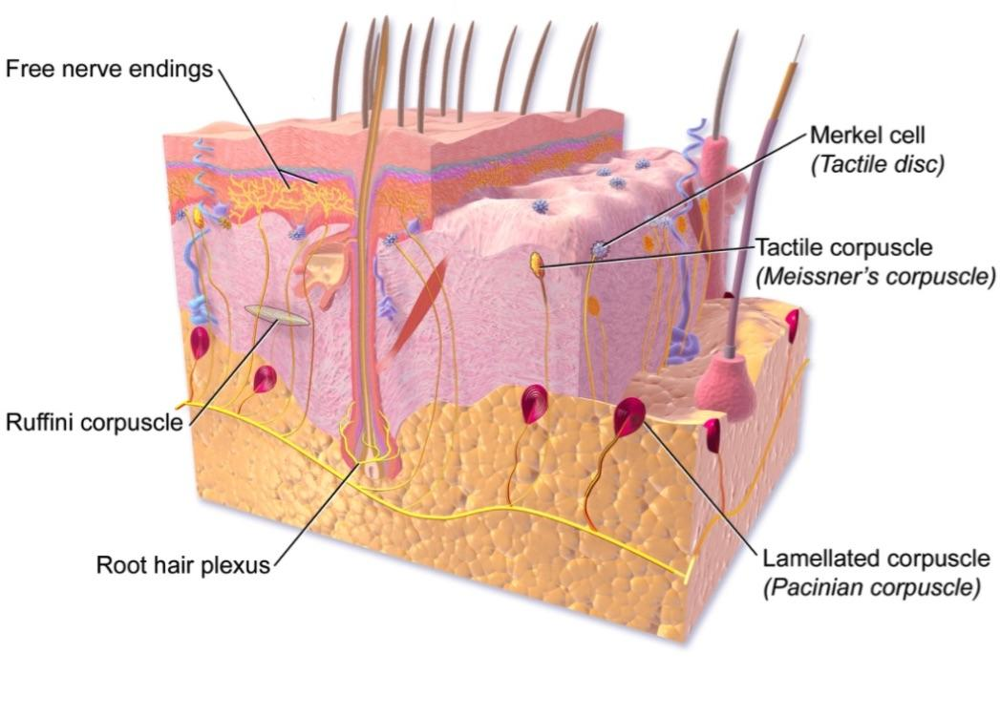 Free nerve endings
Merkel cell
(Tactile disc)
Tactile corpuscle
(Meissner’s corpuscle)
Ruffini corpuscle
Root hair plexus
Lamellated corpuscle
(Pacinian corpuscle)